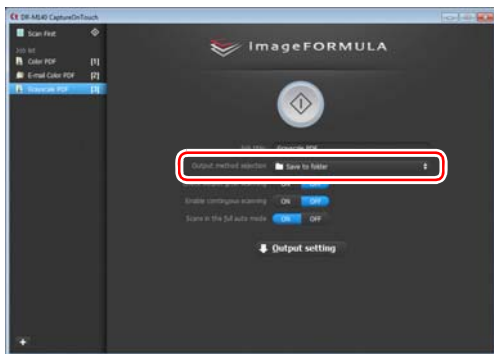 DR-M140 CaptureOnTouch
Scan First
Job list
Color PDF [1]
E-mail Color PDF [2]
Grayscale PDF [3]
imageFORMULA
Job title Grayscale PDF
Output method selection Save to folder
Enable continuous scanning ON OFF
Scans in the full auto mode ON OFF
Output setting